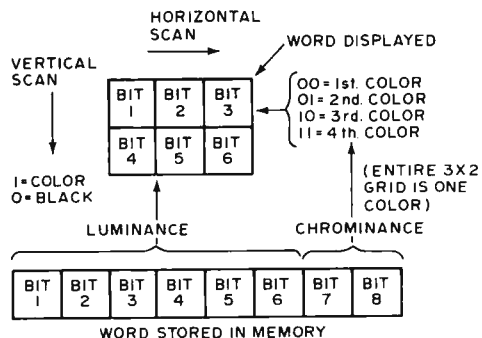 HORIZONTAL
SCAN
WORD DISPLAYED
VERTICAL
SCAN
BIT 1
BIT 2
BIT 3
BIT 4
BIT 5
BIT 6
00 = 1st. COLOR
01 = 2nd. COLOR
10 = 3rd. COLOR
11 = 4th. COLOR
1 = COLOR
0 = BLACK
(ENTIRE 3X2
GRID IS ONE
COLOR)
LUMINANCE
CHROMINANCE
BIT 1
BIT 2
BIT 3
BIT 4
BIT 5
BIT 6
BIT 7
BIT 8
WORD STORED IN MEMORY